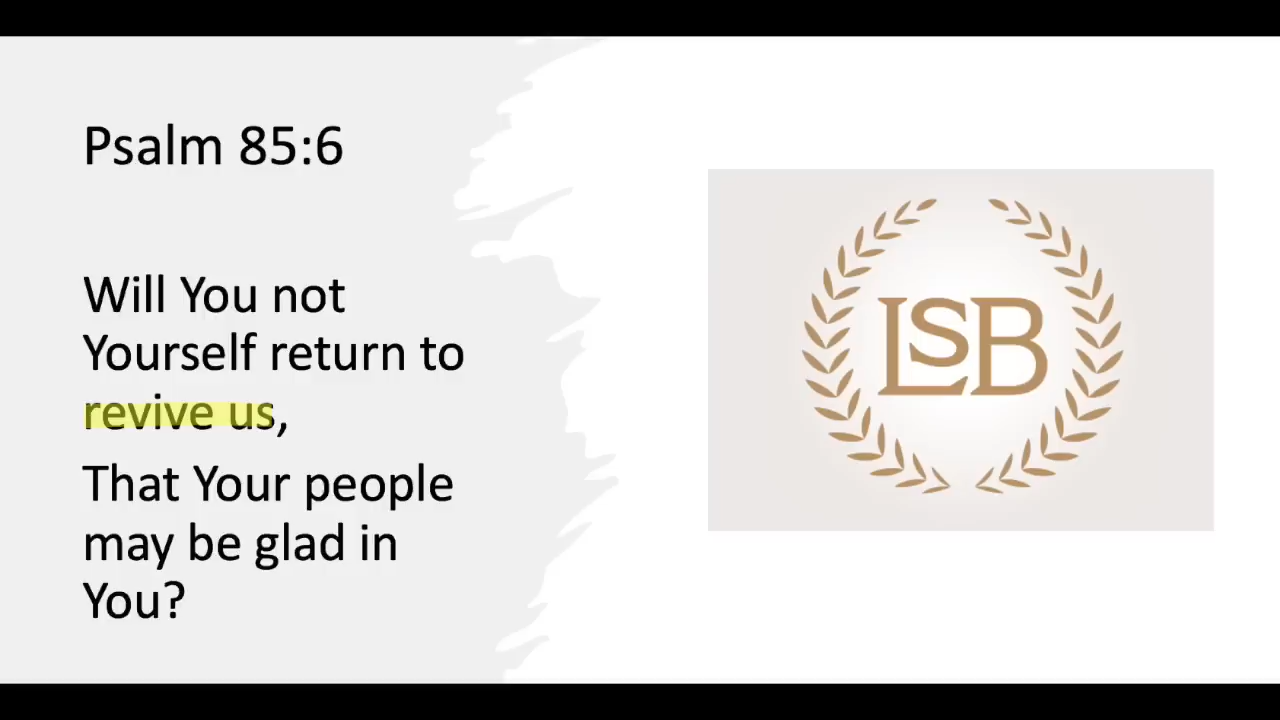 Psalm 85:6
Will You not
Yourself return to
revive us,
That Your people
may be glad in
You?
LSB